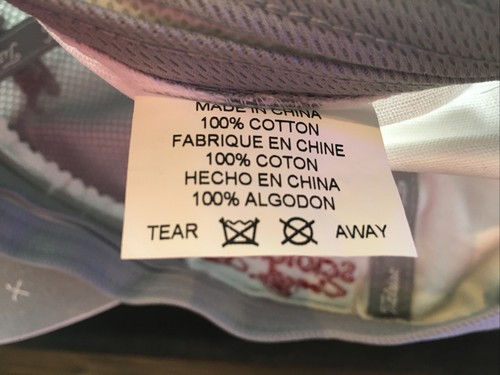 MADE IN CHINA
100% COTTON
FABRIQUE EN CHINE
100% COTON
HECHO EN CHINA
100% ALGODON
TEAR AWAY